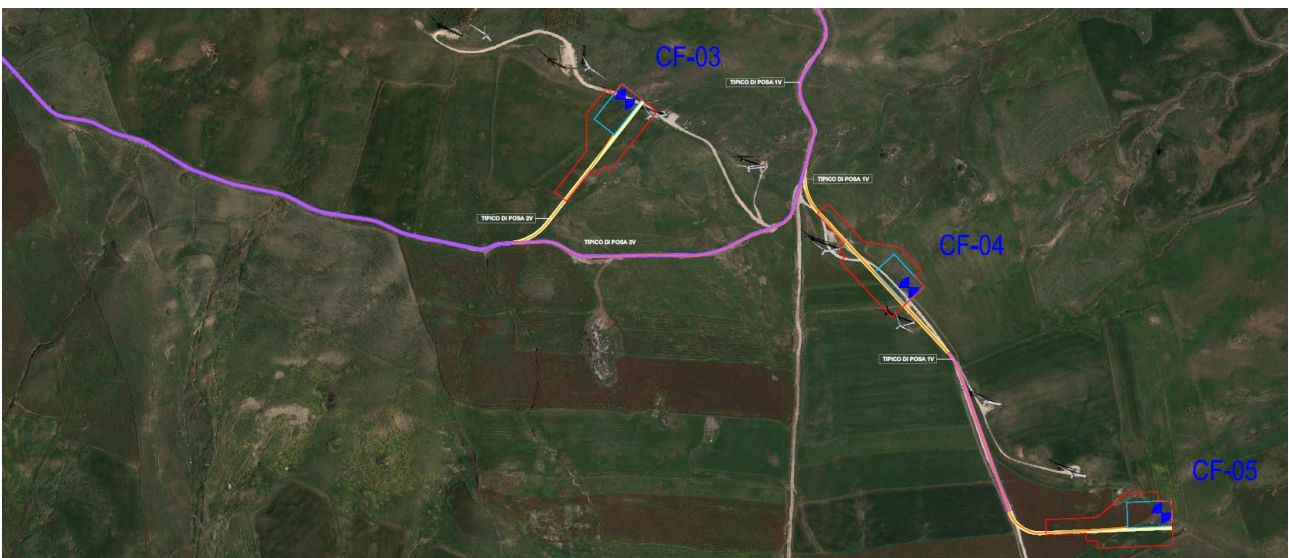 CF-03
TIPICO DI POSA 1V
TIPICO DI POSA 1V
TIPICO DI POSA 2V
TIPICO DI POSA 2V
CF-04
TIPICO DI POSA 1V
CF-05